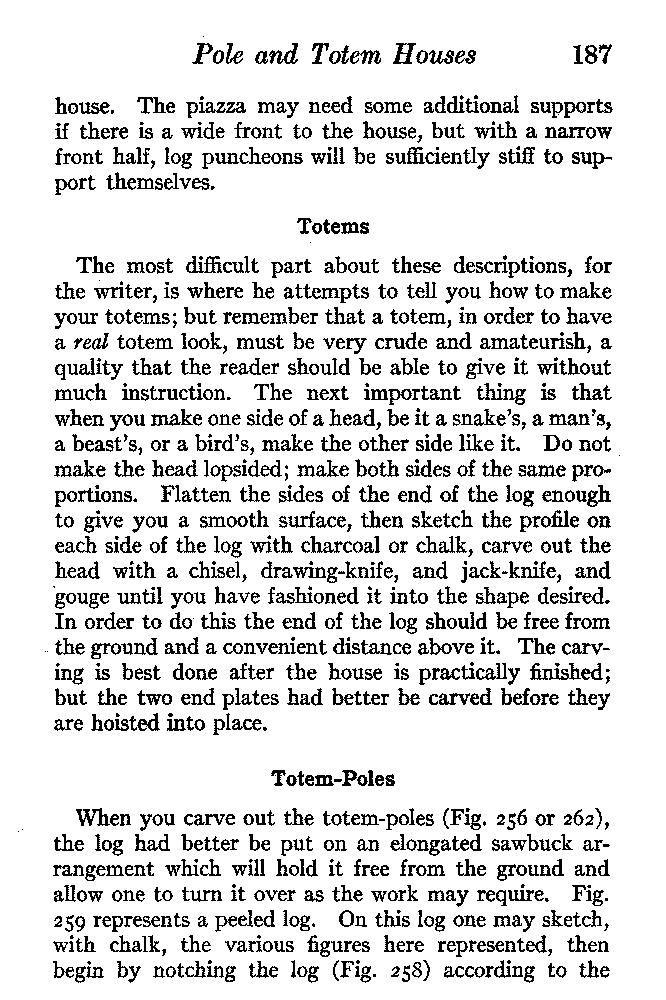 Pole and Totem Houses 187
house. The piazza may need some additional supports
if there is a wide front to the house, but with a narrow
front half, log puncheons will be sufficiently stiff to sup-
port themselves.
Totems
The most difficult part about these descriptions, for
the writer, is where he attempts to tell you how to make
your totems; but remember that a totem, in order to have
a real totem look, must be very crude and amateurish, a
quality that the reader should be able to give it without
much instruction. The next important thing is that
when you make one side of a head, be it a snake's, a man's,
a beast's, or a bird's, make the other side like it. Do not
make the head lopsided; make both sides of the same pro-
portions. Flatten the sides of the end of the log enough
to give you a smooth surface, then sketch the profile on
each side of the log with charcoal or chalk, carve out the
head with a chisel, drawing-knife, and jack-knife, and
gouge until you have fashioned it into the shape desired.
In order to do this the end of the log should be free from
the ground and a convenient distance above it. The carv-
ing is best done after the house is practically finished;
but the two end plates had better be carved before they
are hoisted into place.
Totem-Poles
When you carve out the totem-poles (Fig. 256 or 262),
the log had better be put on an elongated sawbuck ar-
rangement which will hold it free from the ground and
allow one to turn it over as the work may require. Fig.
259 represents a peeled log. On this log one may sketch,
with chalk, the various figures here represented, then
begin by notching the log (Fig. 258) according to the